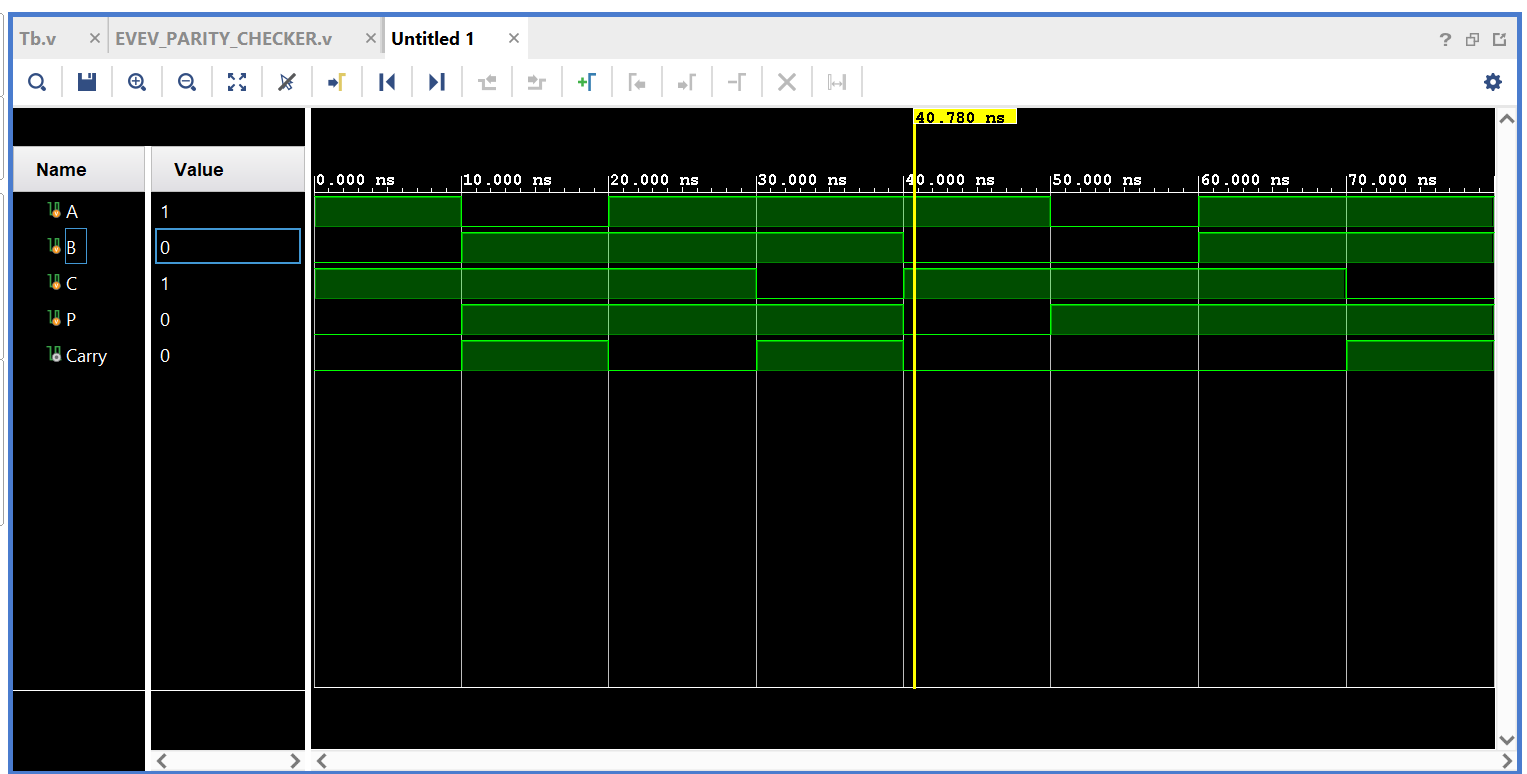 Tb.v × EVEV_PARITY_CHECKER.v × Untitled 1 ×
?
40.780 ns
Name Value
0.000 ns 10.000 ns 20.000 ns 30.000 ns 40.000 ns 50.000 ns 60.000 ns 70.000 ns
A 1
B 0
C 1
P 0
Carry 0